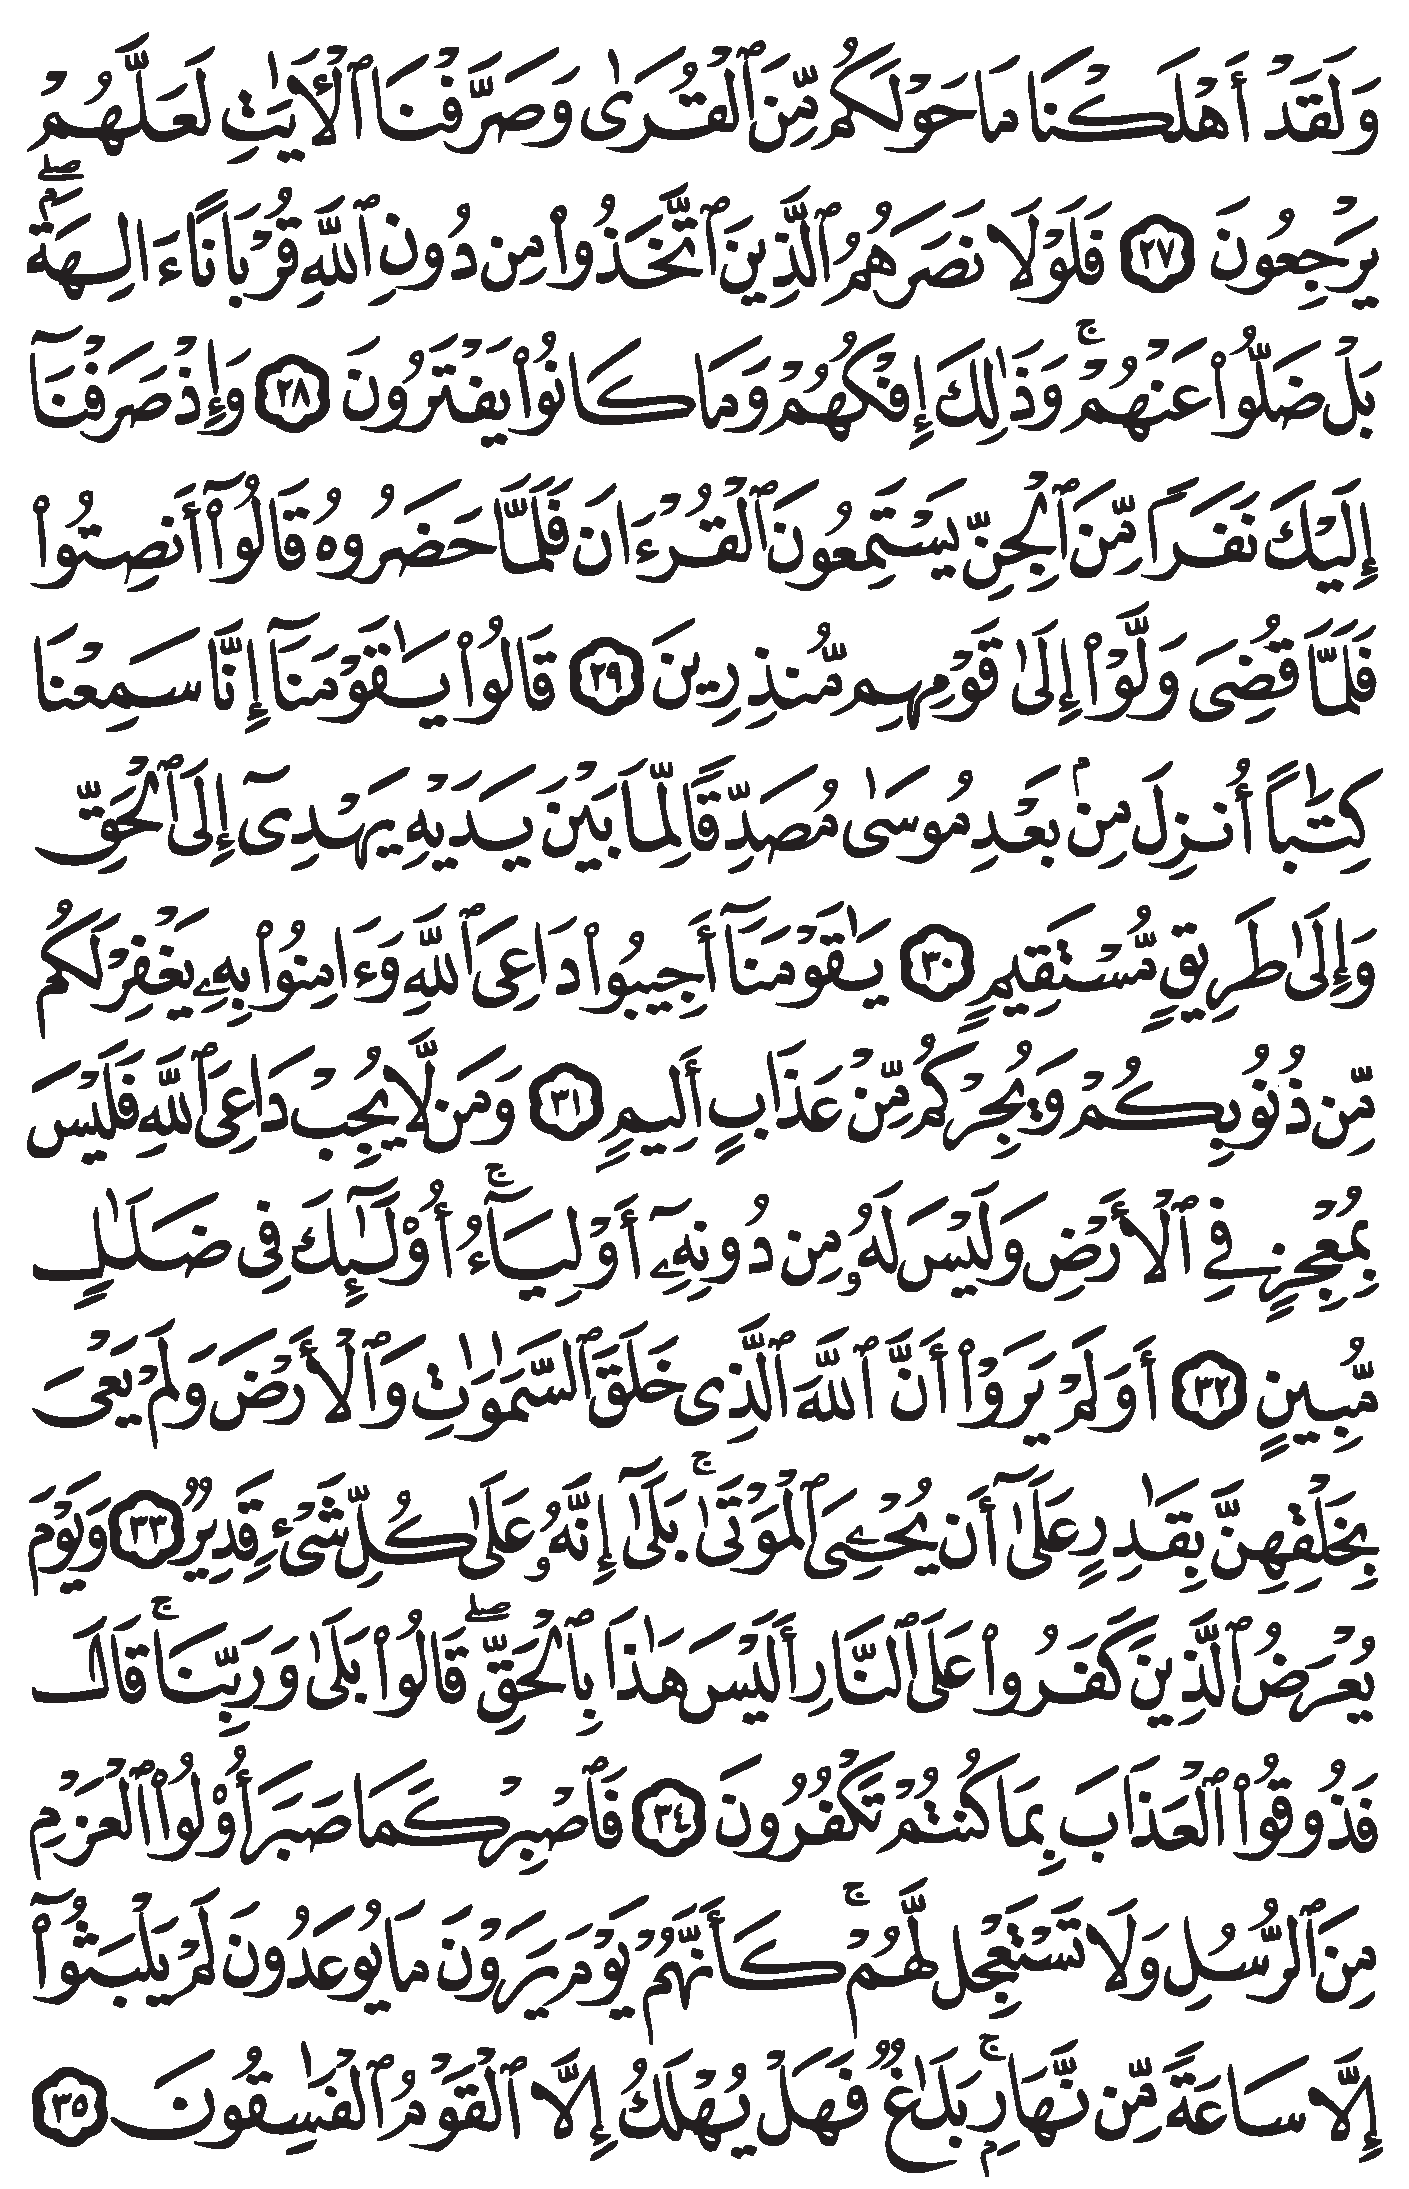 وَلَقَدْ أَهْلَكْنَا مَا حَوْلَكُم مِّنَ ٱلْقُرَىٰ وَصَرَّفْنَا ٱلْأَيَٰتِ لَعَلَّهُمْ
يَرْجِعُونَ ٢٧ فَلَوْلَا نَصَرَهُمُ ٱلَّذِينَ ٱتَّخَذُوا۟ مِن دُونِ ٱللَّهِ قُرْبَانًا ءَالِهَةًۢ ۖ
بَلْ ضَلُّوا۟ عَنْهُمْ ۚ وَذَٰلِكَ إِفْكُهُمْ وَمَا كَانُوا۟ يَفْتَرُونَ ٢٨ وَإِذْ صَرَفْنَآ
إِلَيْكَ نَفَرًا مِّنَ ٱلْجِنِّ يَسْتَمِعُونَ ٱلْقُرْءَانَ فَلَمَّا حَضَرُوهُ قَالُوٓا۟ أَنصِتُوا۟
فَلَمَّا قُضِىَ وَلَّوْا۟ إِلَىٰ قَوْمِهِم مُّنذِرِينَ ٢٩ قَالُوا۟ يَٰقَوْمَنَآ إِنَّا سَمِعْنَا
كِتَٰبًا أُنزِلَ مِنۢ بَعْدِ مُوسَىٰ مُصَدِّقًا لِّمَا بَيْنَ يَدَيْهِ يَهْدِىٓ إِلَى ٱلْحَقِّ
وَإِلَىٰ طَرِيقٍ مُّسْتَقِيمٍ ٣٠ يَٰقَوْمَنَآ أَجِيبُوا۟ دَاعِىَ ٱللَّهِ وَءَامِنُوا۟ بِهِۦ يَغْفِرْ لَكُم
مِّن ذُنُوبِكُمْ وَيُجِرْكُم مِّنْ عَذَابٍ أَلِيمٍ ٣١ وَمَن لَّا يُجِبْ دَاعِىَ ٱللَّهِ فَلَيْسَ
بِمُعْجِزٍ فِى ٱلْأَرْضِ وَلَيْسَ لَهُۥ مِن دُونِهِۦٓ أَوْلِيَآءُ ۚ أُو۟لَٰٓئِكَ فِى ضَلَٰلٍ
مُّبِينٍ ٣٢ أَوَلَمْ يَرَوْا۟ أَنَّ ٱللَّهَ ٱلَّذِى خَلَقَ ٱلسَّمَٰوَٰتِ وَٱلْأَرْضَ وَلَمْ يَعْىَ
بِخَلْقِهِنَّ بِقَٰدِرٍ عَلَىٰٓ أَن يُحْـِۧىَ ٱلْمَوْتَىٰ ۚ بَلَىٰٓ إِنَّهُۥ عَلَىٰ كُلِّ شَىْءٍ قَدِيرٌ ٣٣ وَيَوْمَ
يُعْرَضُ ٱلَّذِينَ كَفَرُوا۟ عَلَى ٱلنَّارِ أَلَيْسَ هَٰذَا بِٱلْحَقِّ ۖ قَالُوا۟ بَلَىٰ وَرَبِّنَا ۚ قَالَ
فَذُوقُوا۟ ٱلْعَذَابَ بِمَا كُنتُمْ تَكْفُرُونَ ٣٤ فَٱصْبِرْ كَمَا صَبَرَ أُو۟لُوا۟ ٱلْعَزْمِ
مِنَ ٱلرُّسُلِ وَلَا تَسْتَعْجِل لَّهُمْ ۚ كَأَنَّهُمْ يَوْمَ يَرَوْنَ مَا يُوعَدُونَ لَمْ يَلْبَثُوٓا۟
إِلَّا سَاعَةً مِّن نَّهَارٍۭ ۚ بَلَٰغٌ فَهَلْ يُهْلَكُ إِلَّا ٱلْقَوْمُ ٱلْفَٰسِقُونَ ٣٥